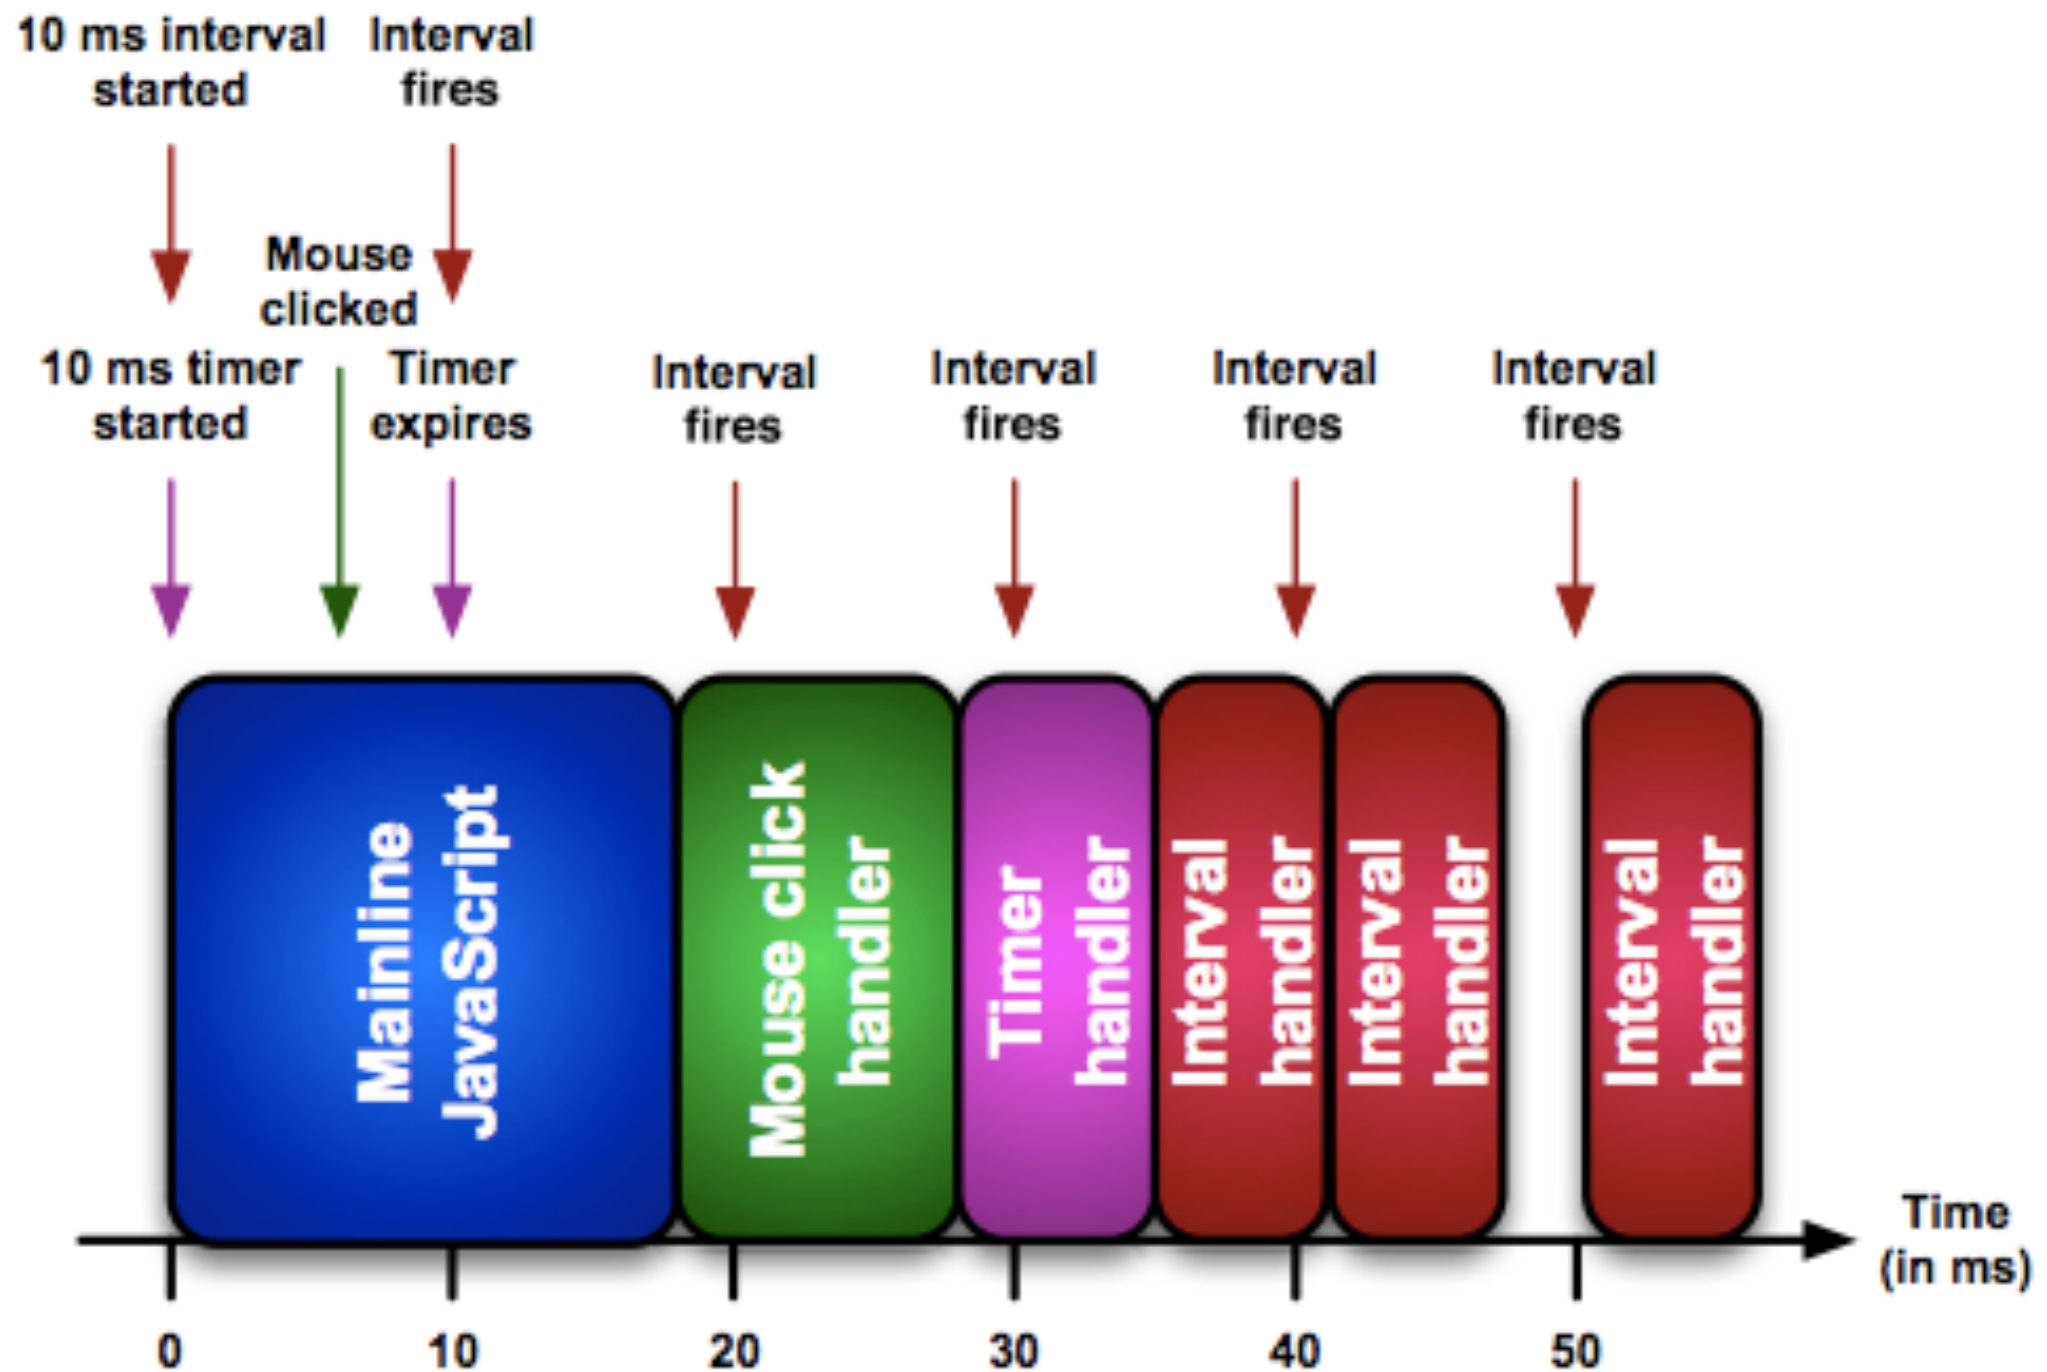 10 ms interval
started
Interval
fires
Mouse
clicked
10 ms timer
started
Timer
expires
Interval
fires
Interval
fires
Interval
fires
Interval
fires
Mainline
JavaScript
Mouse click
handler
Timer
handler
Interval
handler
Interval
handler
Interval
handler
Time
(in ms)
0 10 20 30 40 50